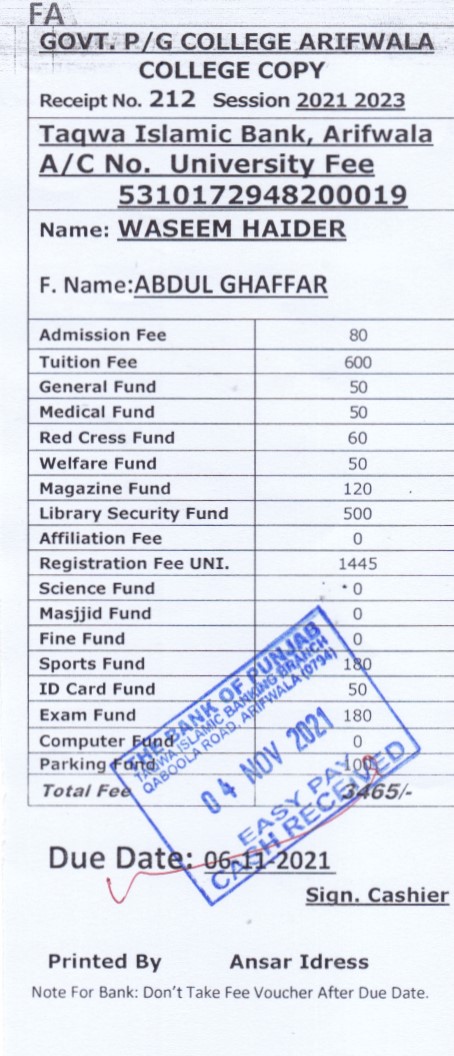 FA
GOVT. P/G COLLEGE ARIFWALA
COLLEGE COPY
Receipt No. 212 Session 2021 2023
Taqwa Islamic Bank, Arifwala
A/C No. University Fee
5310172948200019
Name: WASEEM HAIDER
F. Name:ABDUL GHAFFAR
Admission Fee 80
Tuition Fee 600
General Fund 50
Medical Fund 50
Red Cress Fund 60
Welfare Fund 50
Magazine Fund 120
Library Security Fund 500
Affiliation Fee 0
Registration Fee UNI. 1445
Science Fund 0
Masjjid Fund 0
Fine Fund 0
Sports Fund 180
ID Card Fund 50
Exam Fund 180
Computer Fund 0
Parking Fund 100
Total Fee 3465/-
THE BANK OF PUNJAB
TAQWA ISLAMIC BANKING BRANCH
QABOOLA ROAD, ARIFWALA (0794)
04 NOV 2021
EASY PAY
CASH RECEIVED
Due Date: 06-11-2021
Sign. Cashier
Printed By Ansar Idress
Note For Bank: Don't Take Fee Voucher After Due Date.